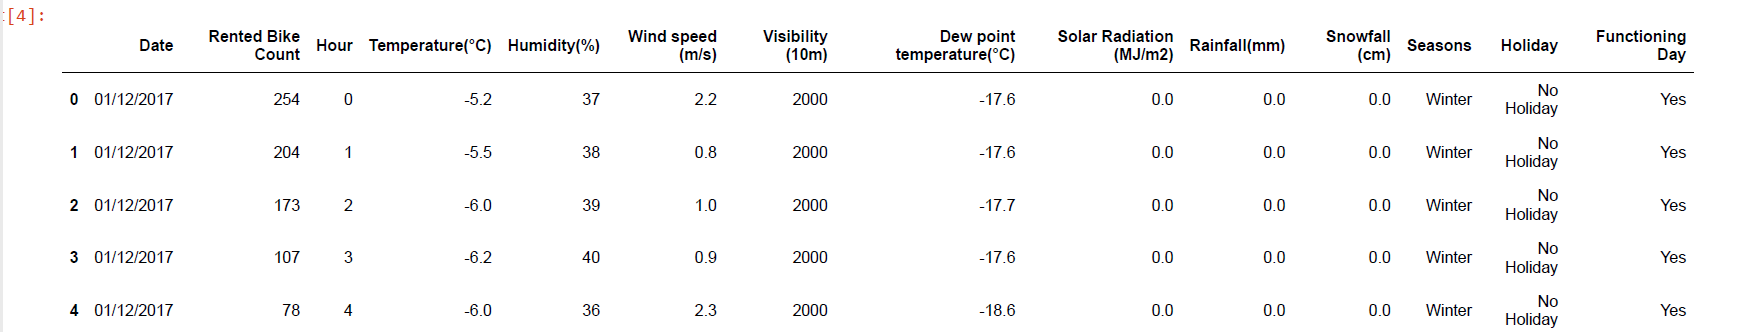 [4]:
Date Rented Bike Count Hour Temperature(°C) Humidity(%) Wind speed (m/s) Visibility (10m) Dew point temperature(°C) Solar Radiation (MJ/m2) Rainfall(mm) Snowfall (cm) Seasons Holiday Functioning Day
0 01/12/2017 254 0 -5.2 37 2.2 2000 -17.6 0.0 0.0 0.0 Winter No Holiday Yes
1 01/12/2017 204 1 -5.5 38 0.8 2000 -17.6 0.0 0.0 0.0 Winter No Holiday Yes
2 01/12/2017 173 2 -6.0 39 1.0 2000 -17.7 0.0 0.0 0.0 Winter No Holiday Yes
3 01/12/2017 107 3 -6.2 40 0.9 2000 -17.6 0.0 0.0 0.0 Winter No Holiday Yes
4 01/12/2017 78 4 -6.0 36 2.3 2000 -18.6 0.0 0.0 0.0 Winter No Holiday Yes